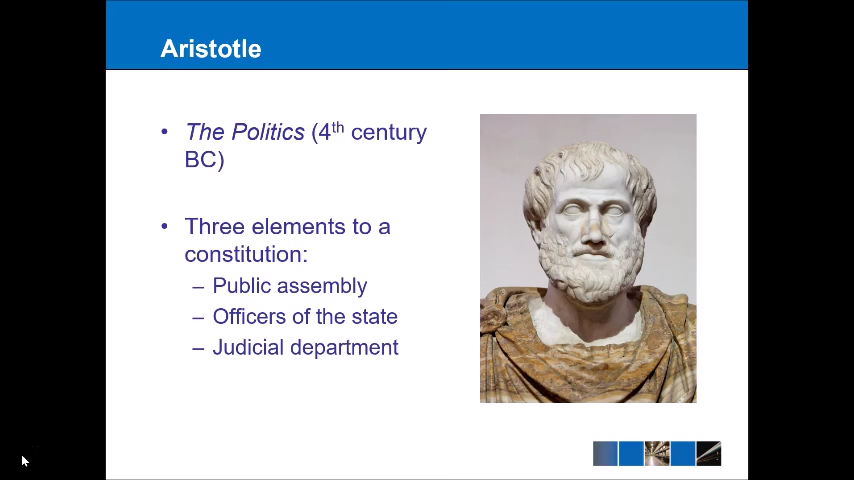 Aristotle
• The Politics (4th century
BC)
• Three elements to a
constitution:
– Public assembly
– Officers of the state
– Judicial department